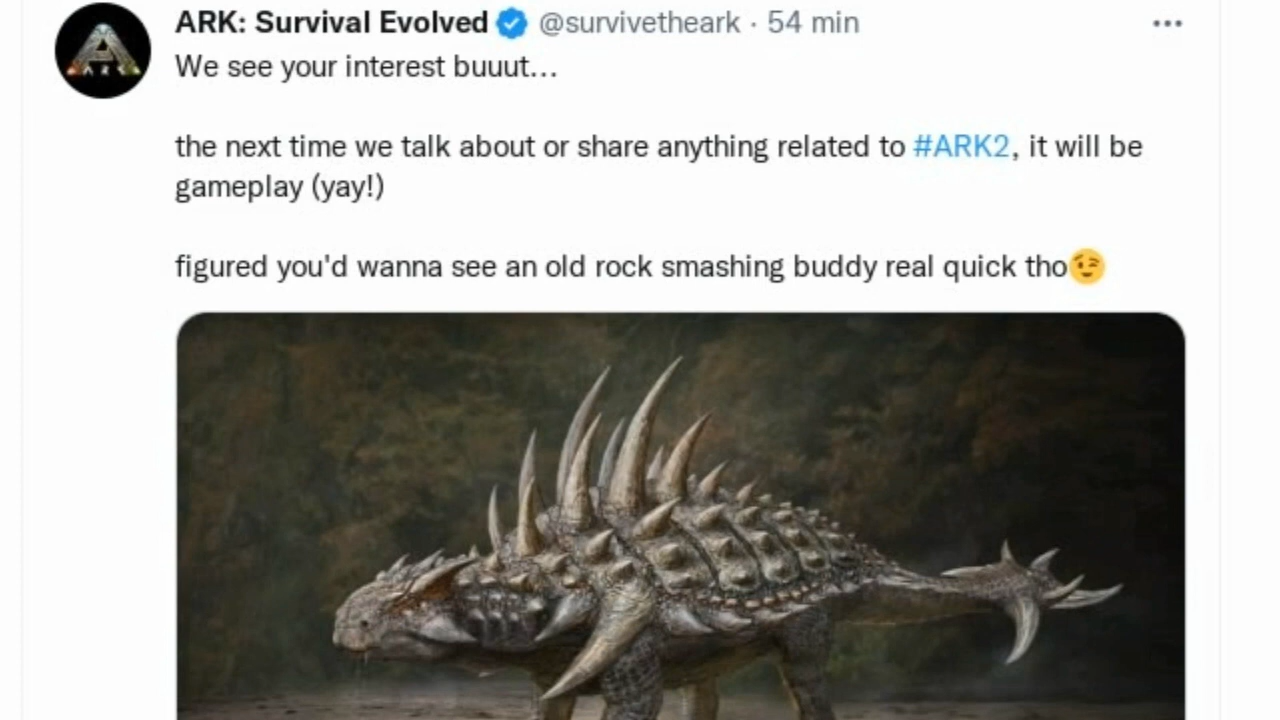 ARK: Survival Evolved @survivetheark · 54 min
We see your interest buuut...
the next time we talk about or share anything related to #ARK2, it will be
gameplay (yay!)
figured you'd wanna see an old rock smashing buddy real quick tho😉
ARK